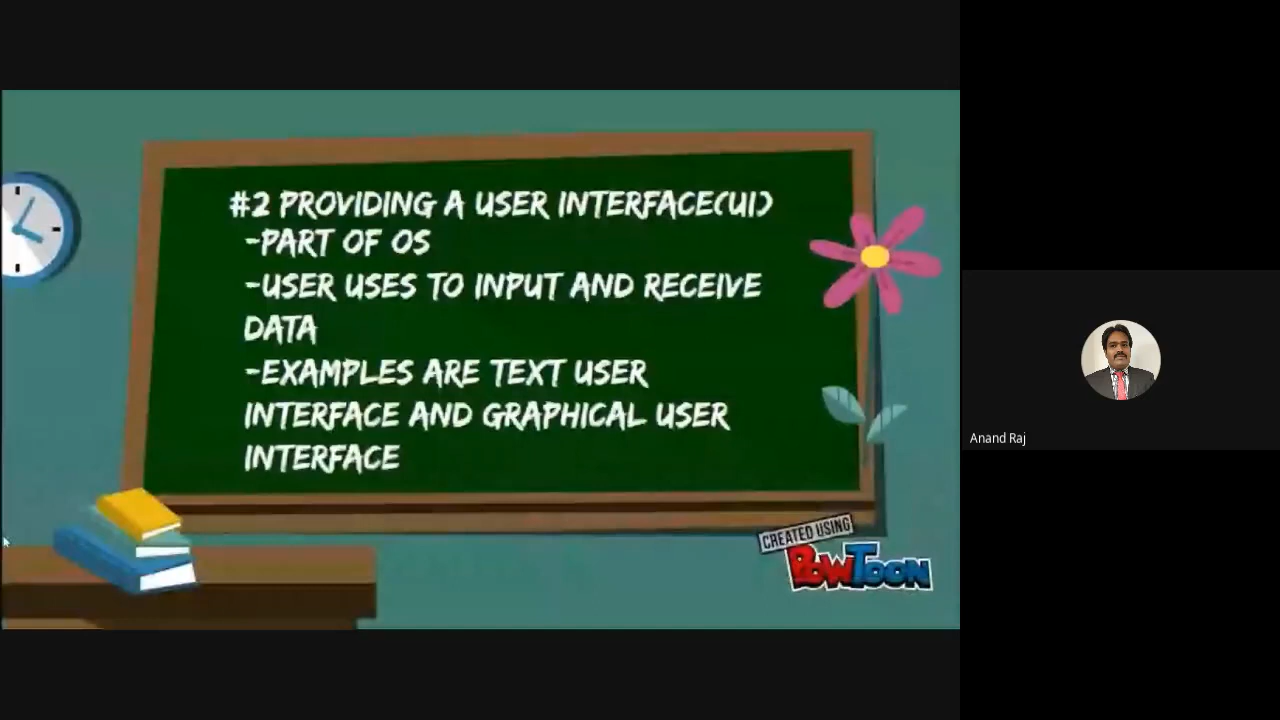 #2 PROVIDING A USER INTERFACE(UI)
-PART OF OS
-USER USES TO INPUT AND RECEIVE
DATA
-EXAMPLES ARE TEXT USER
INTERFACE AND GRAPHICAL USER
INTERFACE
CREATED USING
POWTOON
Anand Raj